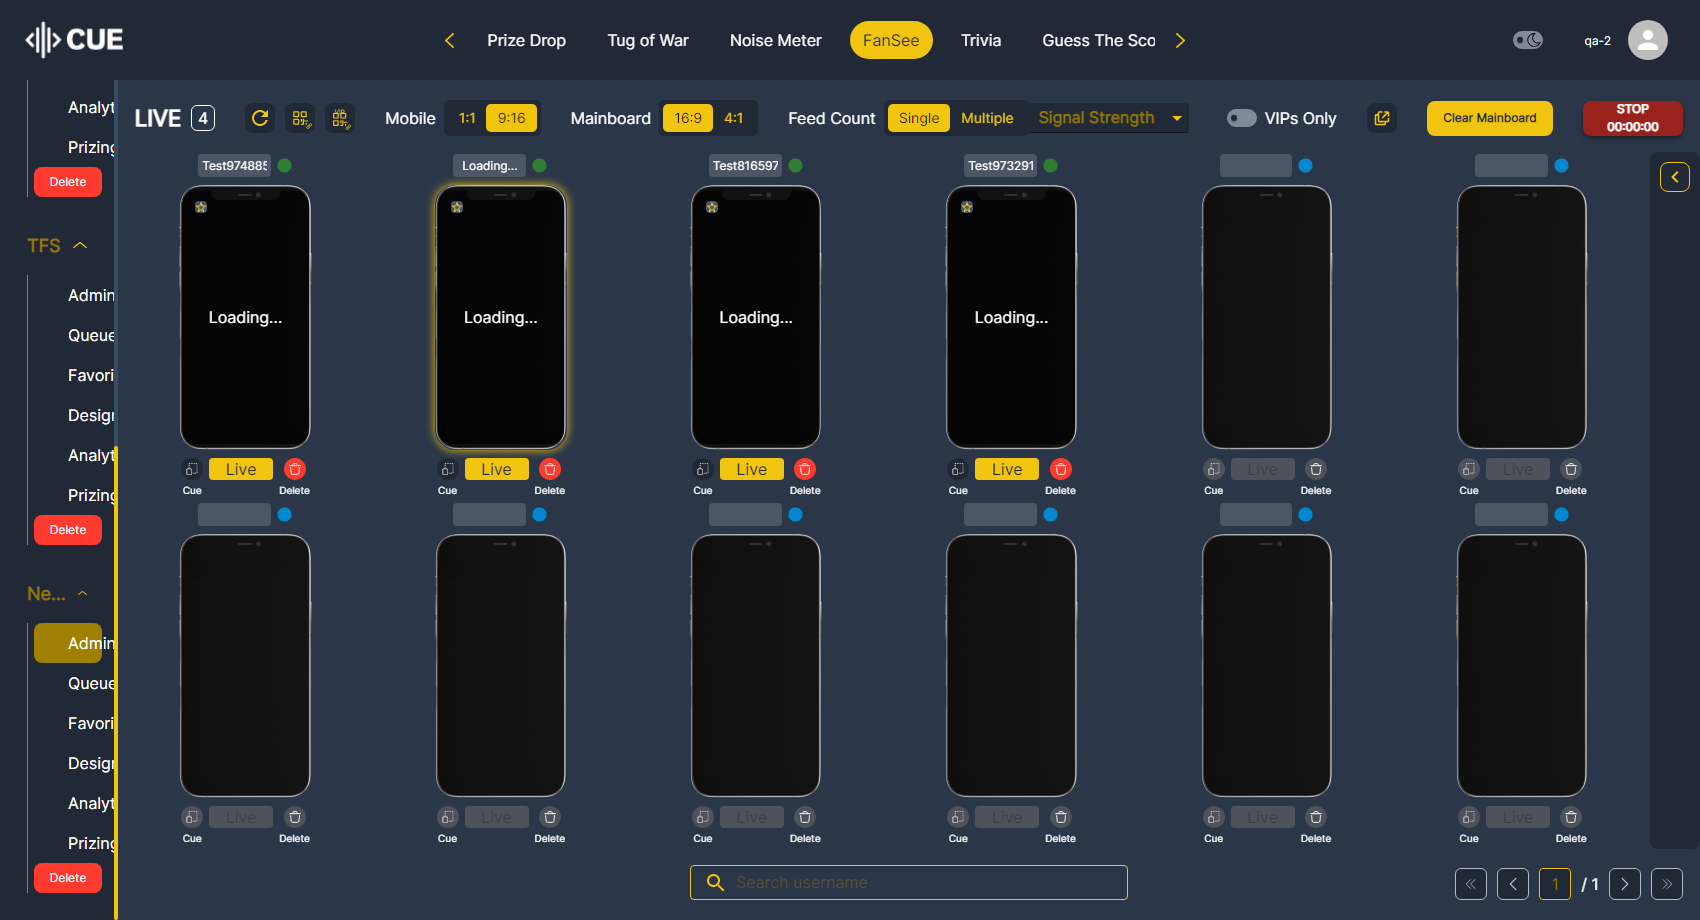 CUE
Prize Drop
Tug of War
Noise Meter
FanSee
Trivia
Guess The Sco
qa-2
Analyt
Prizing
Delete
TFS
Admin
Queue
Favori
Desigr
Analyt
Prizing
Delete
Ne...
Admin
Queue
Favori
Desigr
Analyt
Prizing
Delete
LIVE 4
Mobile 1:1 9:16
Mainboard 16:9 4:1
Feed Count Single Multiple
Signal Strength
VIPs Only
Clear Mainboard
STOP
00:00:00
Test974885
Loading...
Test816597
Test973291
Loading...
Loading...
Loading...
Loading...
Live
Live
Live
Live
Live
Live
Cue Delete
Cue Delete
Cue Delete
Cue Delete
Cue Delete
Cue Delete
Live
Live
Live
Live
Live
Live
Cue Delete
Cue Delete
Cue Delete
Cue Delete
Cue Delete
Cue Delete
Search username
1 / 1